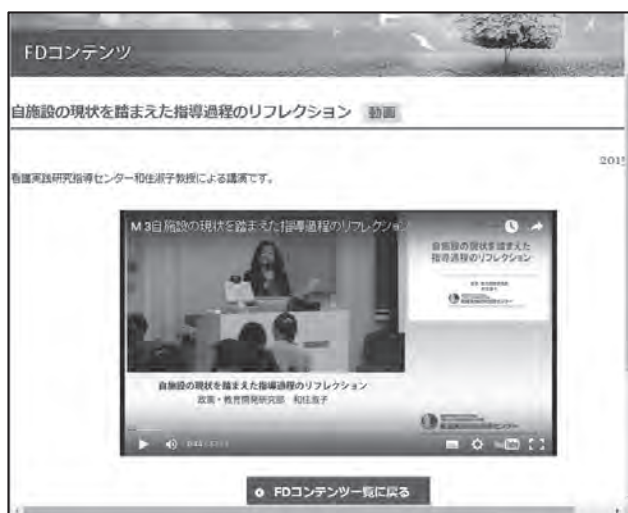 FDコンテンツ
自施設の現状を踏まえた指導過程のリフレクション 動画
2015
看護実践研究指導センター和住淑子教授による講演です。
M 3自施設の現状を踏まえた指導過程のリフレクション
自施設の現状を踏まえた
指導過程のリフレクション
自施設の現状を踏まえた指導過程のリフレクション
政策・教育開発研究部 和住淑子
YouTube
FDコンテンツ一覧に戻る